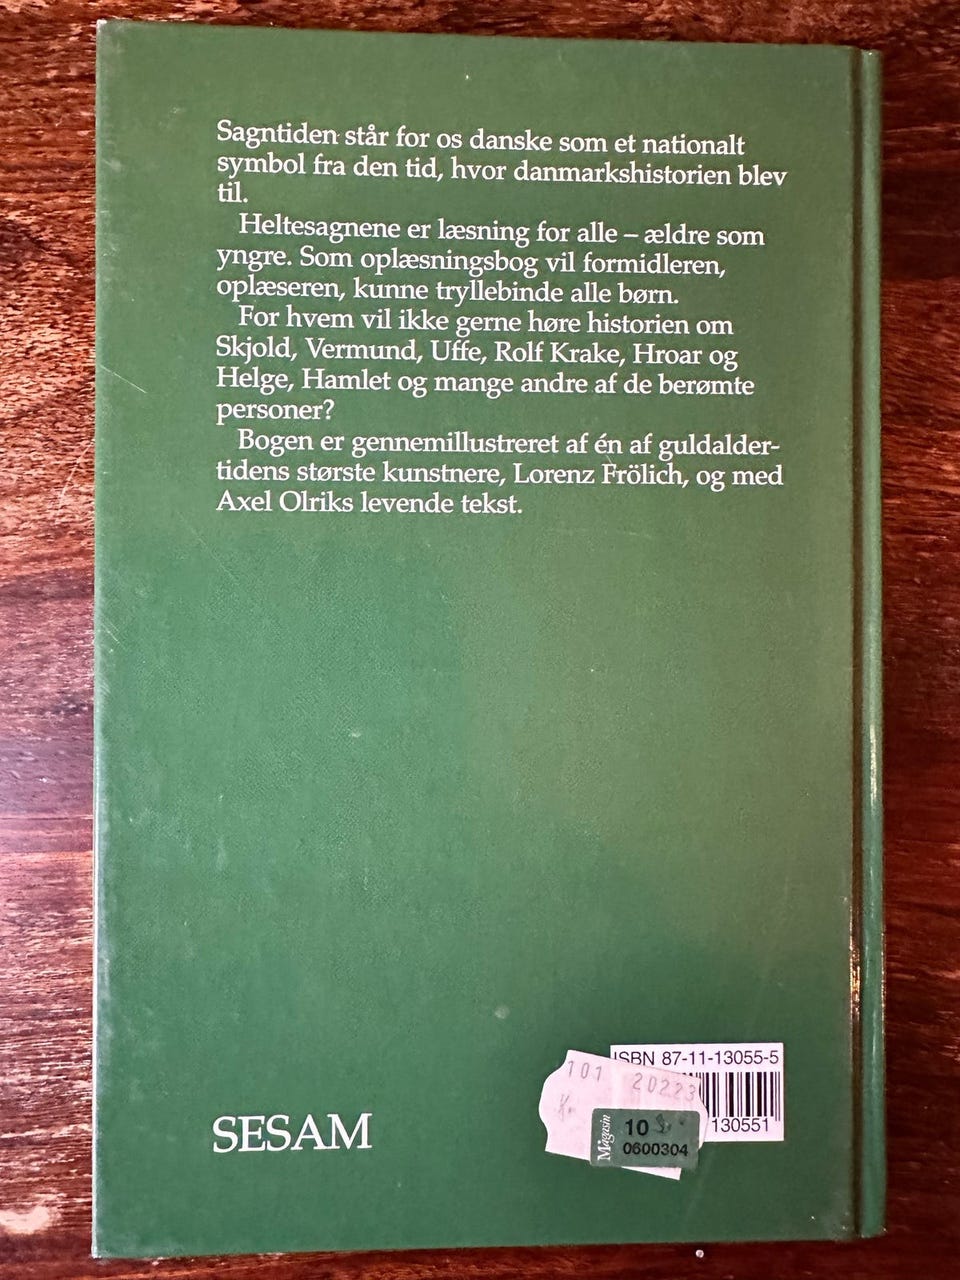 Sagntiden står for os danske som et nationalt
symbol fra den tid, hvor danmarkshistorien blev
til.
Heltesagnene er læsning for alle – ældre som
yngre. Som oplæsningsbog vil formidleren,
oplæseren, kunne tryllebinde alle børn.
For hvem vil ikke gerne høre historien om
Skjold, Vermund, Uffe, Rolf Krake, Hroar og
Helge, Hamlet og mange andre af de berømte
personer?
Bogen er gennemillustreret af én af guldalder-
tidens største kunstnere, Lorenz Frölich, og med
Axel Olriks levende tekst.
ISBN 87-11-13055-5
101 20223
Kr.
130551
Magasin
10
0600304
SESAM